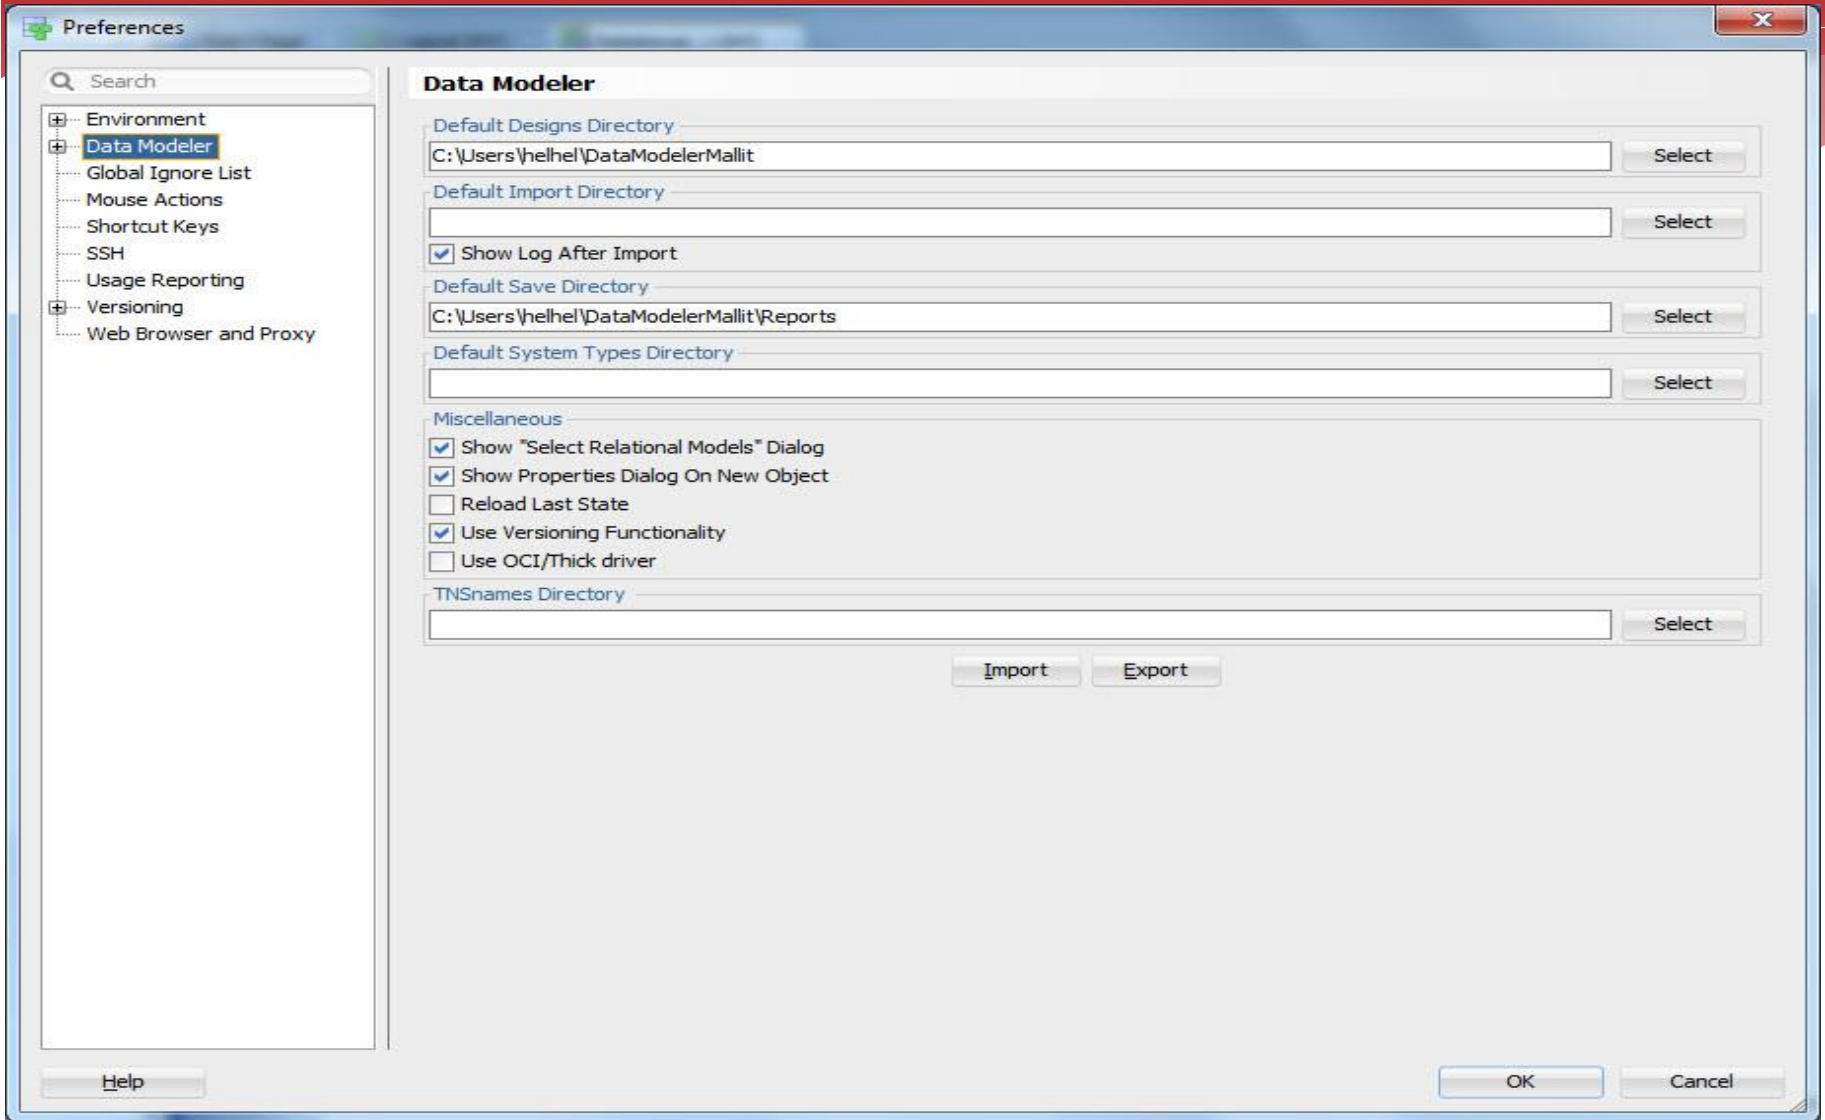 Preferences
Search
Environment
Data Modeler
Global Ignore List
Mouse Actions
Shortcut Keys
SSH
Usage Reporting
Versioning
Web Browser and Proxy
Data Modeler
Default Designs Directory
C:\Users\helhel\DataModelerMallit
Select
Default Import Directory
Select
Show Log After Import
Default Save Directory
C:\Users\helhel\DataModelerMallit\Reports
Select
Default System Types Directory
Select
Miscellaneous
Show "Select Relational Models" Dialog
Show Properties Dialog On New Object
Reload Last State
Use Versioning Functionality
Use OCI/Thick driver
TNSnames Directory
Select
Import Export
Help
OK Cancel